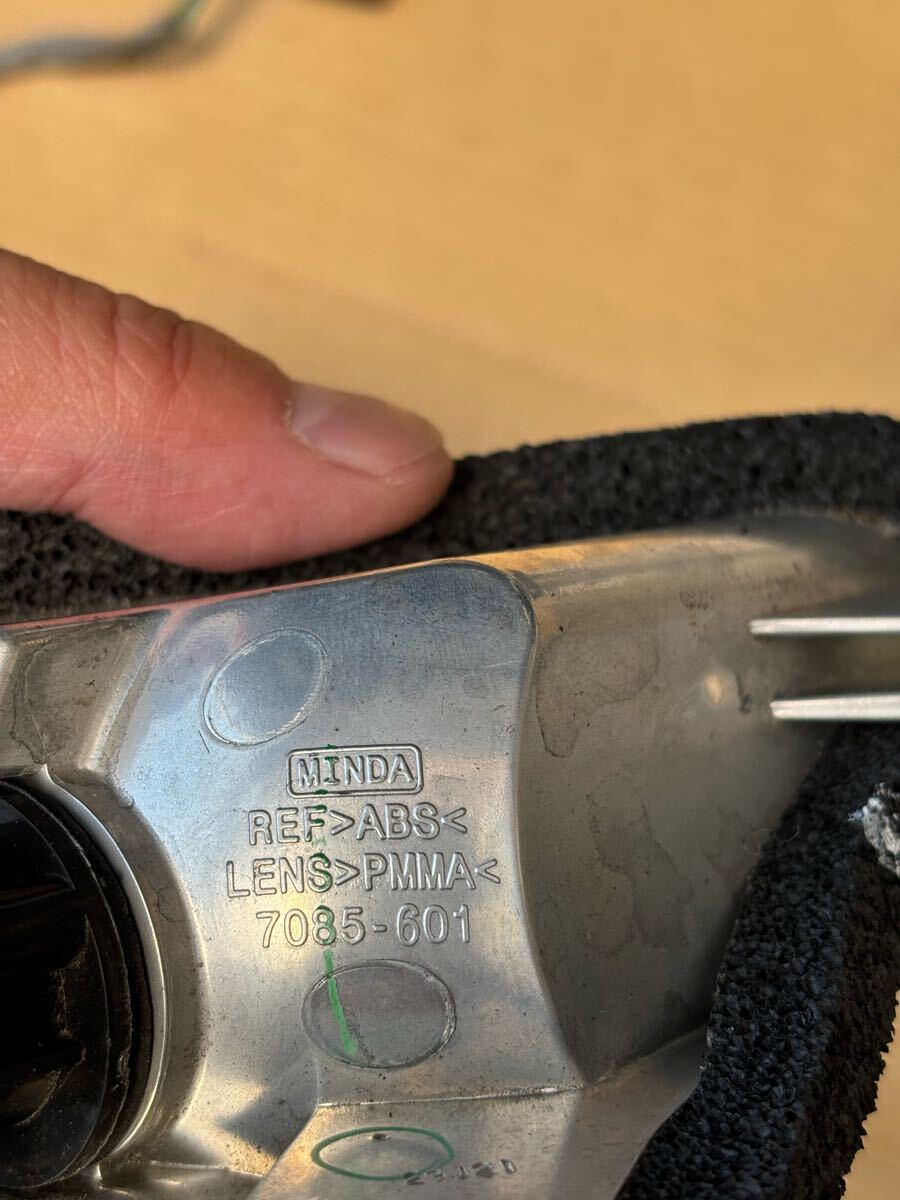 MINDA
REF>ABS<
LENS>PMMA<
7085-601